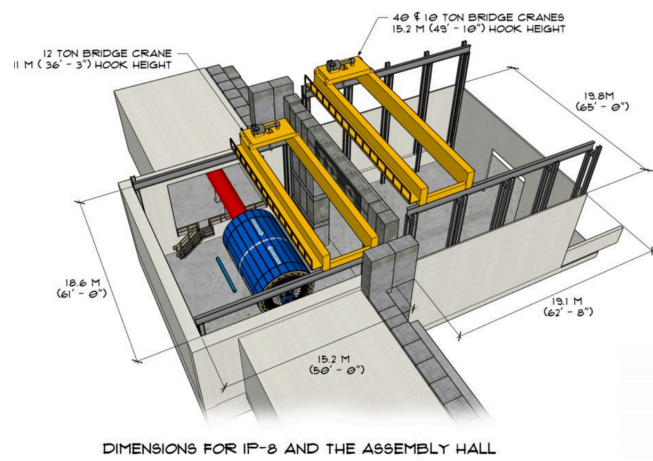 40 & 10 TON BRIDGE CRANES
15.2 M (49' - 10") HOOK HEIGHT
12 TON BRIDGE CRANE
11 M ( 36' - 3") HOOK HEIGHT
19.8M
(65' - 0")
18.6 M
(61' - 0")
19.1 M
(62' - 8")
15.2 M
(50' - 0")
DIMENSIONS FOR IP-8 AND THE ASSEMBLY HALL